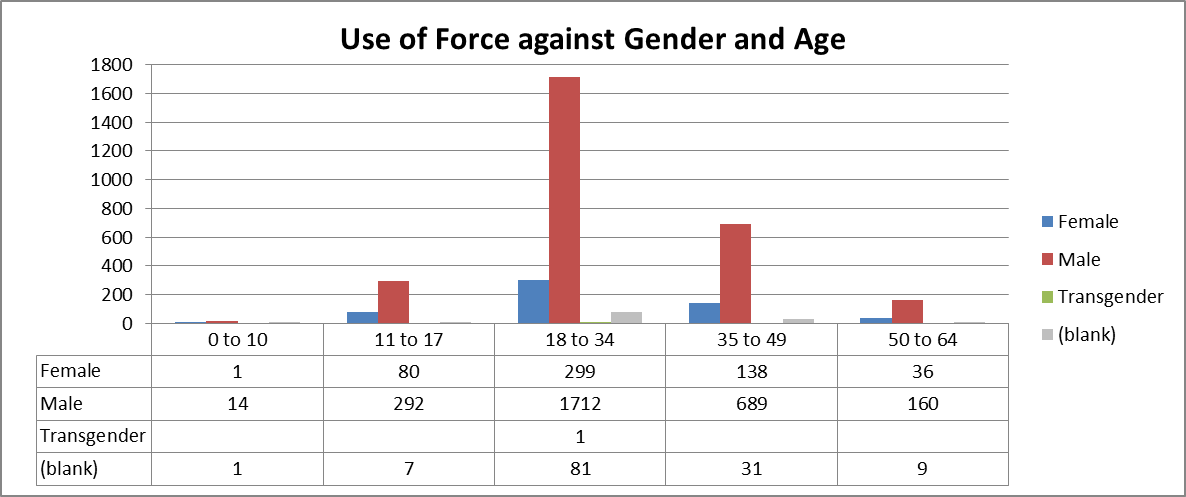 Use of Force against Gender and Age
1800
1600
1400
1200
1000
800
600
400
200
0
Female
Male
Transgender
(blank)
0 to 10 11 to 17 18 to 34 35 to 49 50 to 64
Female 1 80 299 138 36
Male 14 292 1712 689 160
Transgender 1
(blank) 1 7 81 31 9